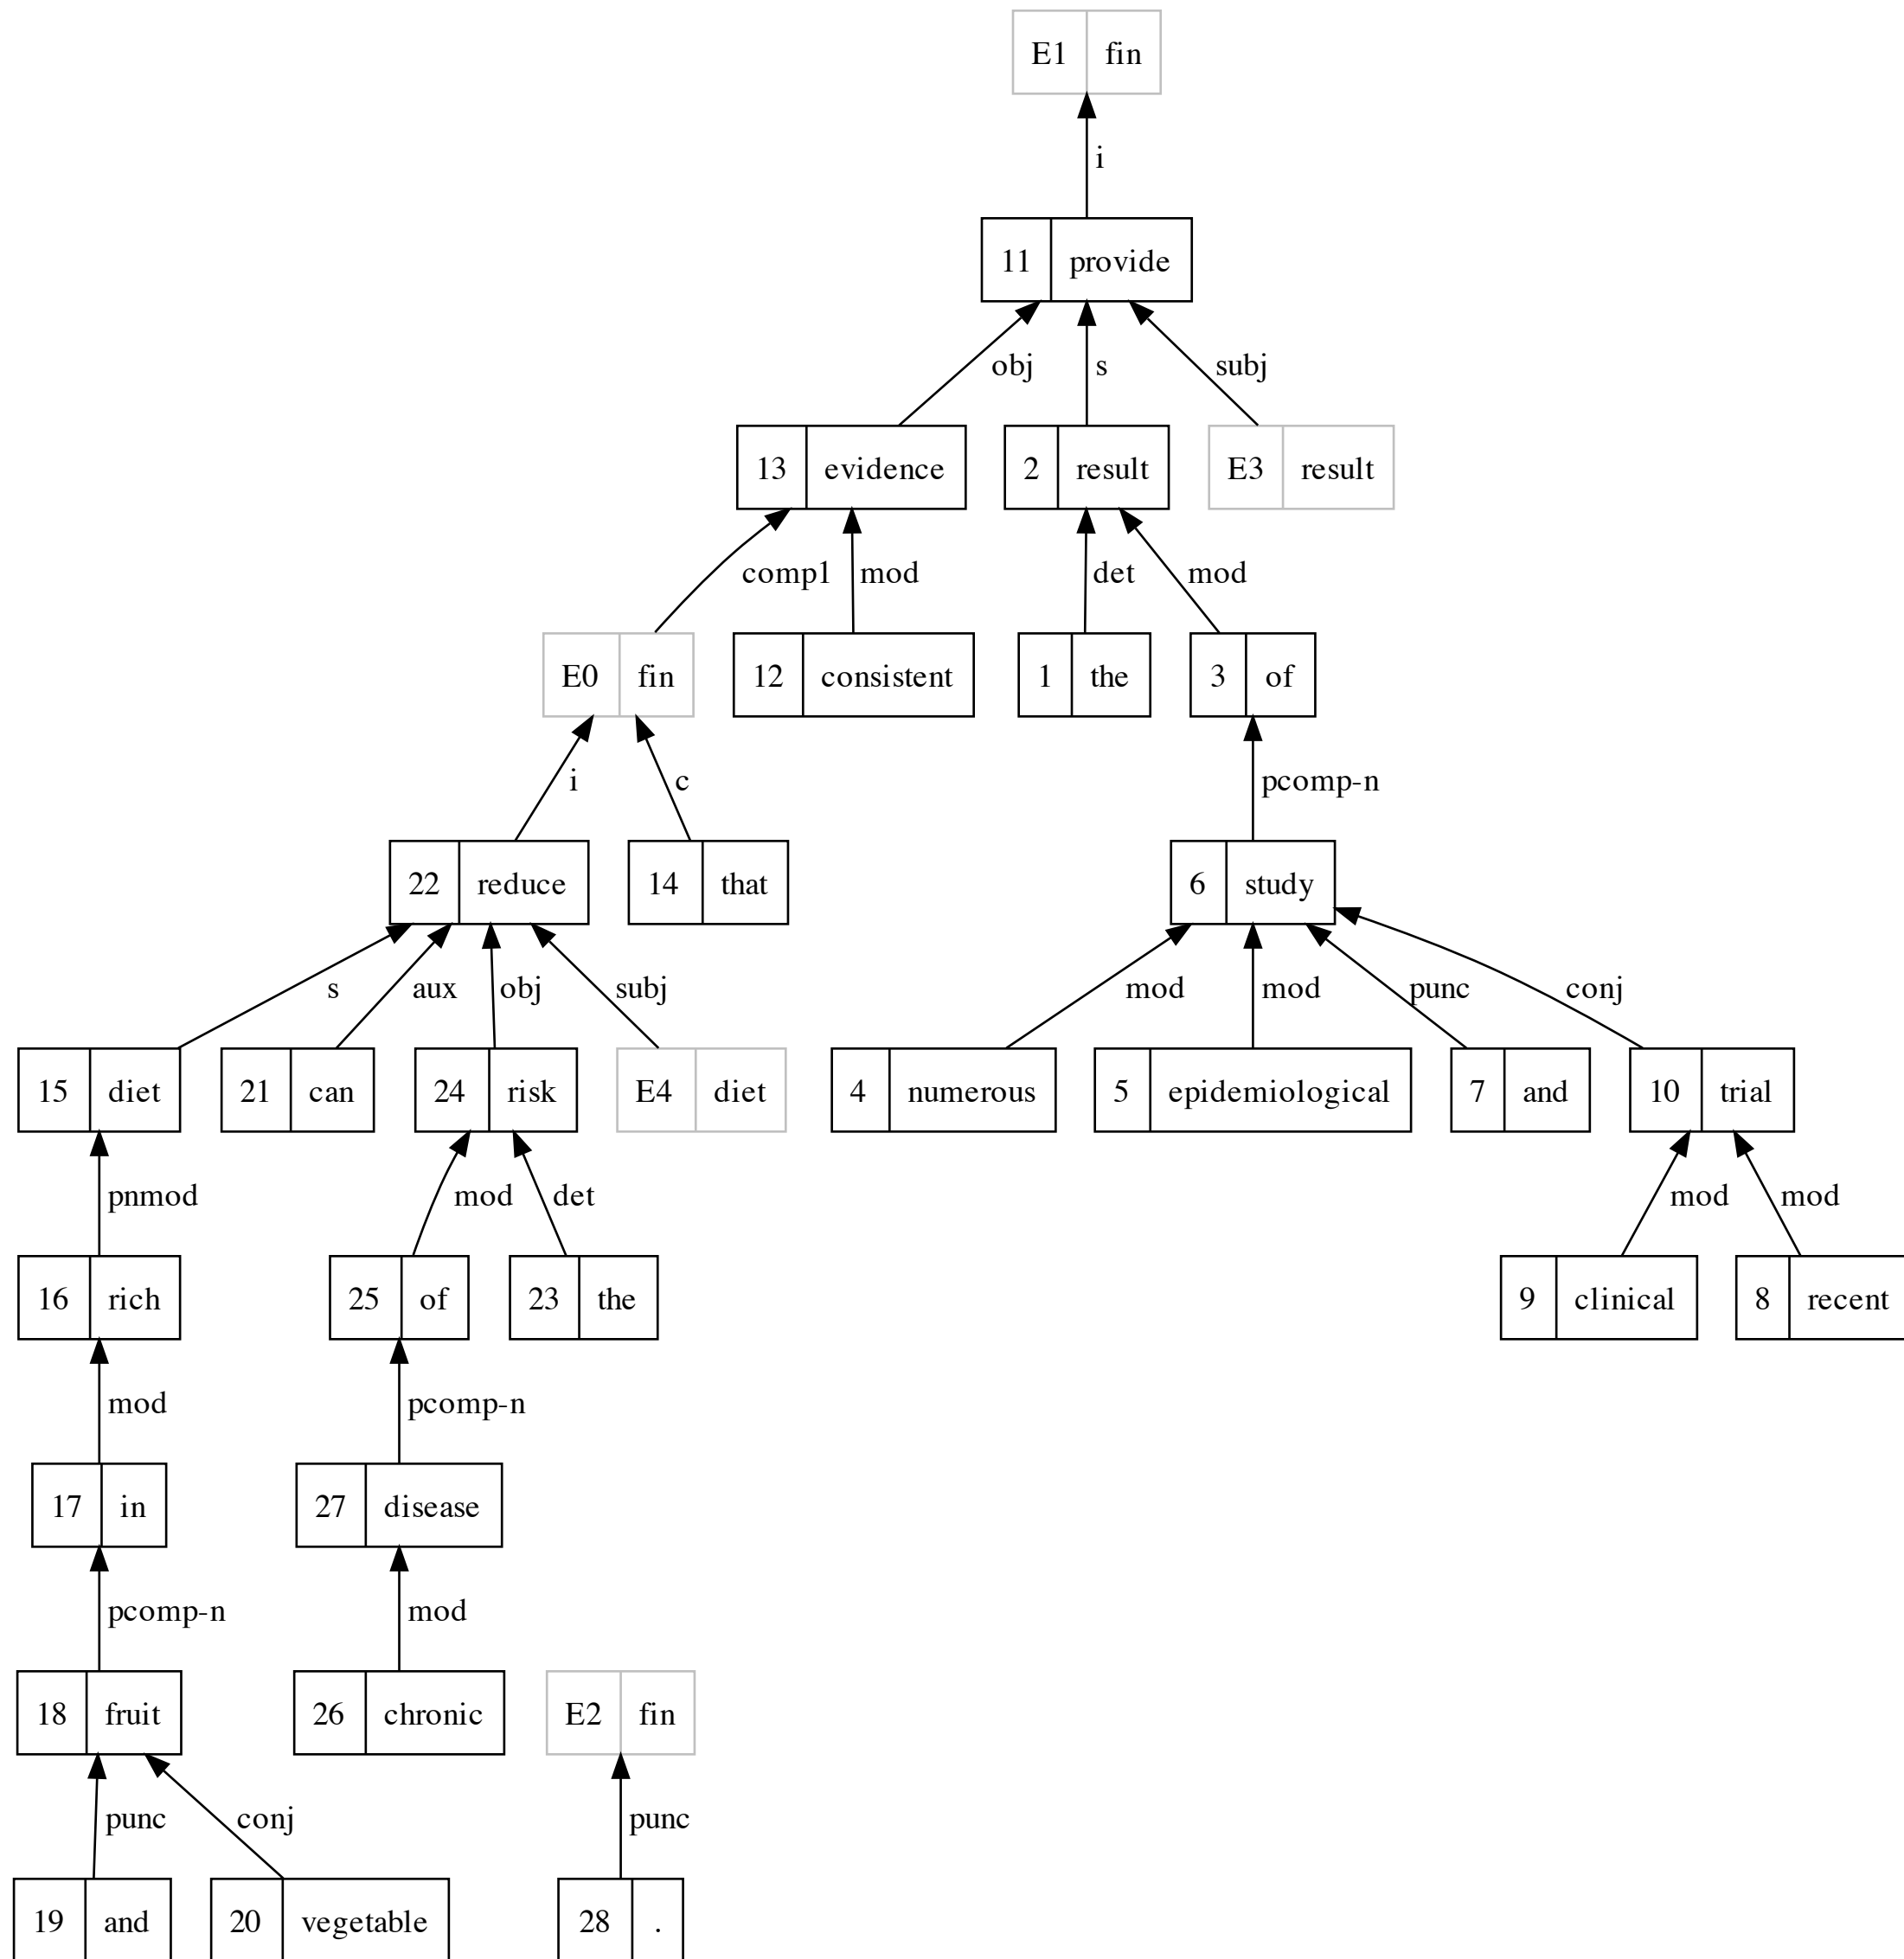 E1 fin
i
11 provide
obj s subj
13 evidence 2 result E3 result
comp1 mod det mod
E0 fin 12 consistent 1 the 3 of
i c pcomp-n
22 reduce 14 that 6 study
s aux obj subj mod mod punc conj
15 diet 21 can 24 risk E4 diet 4 numerous 5 epidemiological 7 and 10 trial
pnmod mod det mod mod
16 rich 25 of 23 the 9 clinical 8 recent
mod pcomp-n
17 in 27 disease
pcomp-n mod
18 fruit 26 chronic E2 fin
punc conj punc
19 and 20 vegetable 28 .